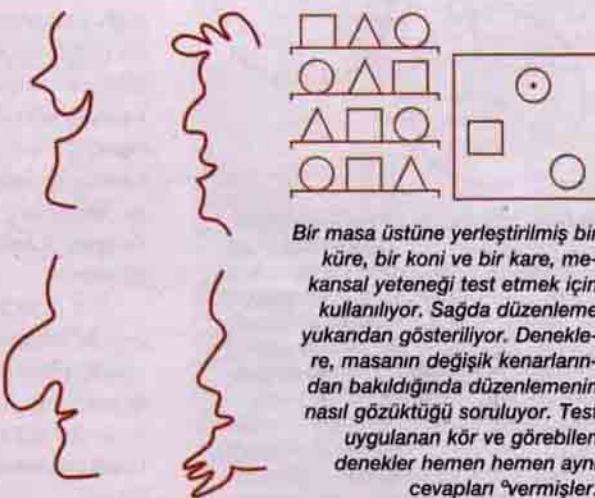 Bir masa üstüne yerleştirilmiş bir
küre, bir koni ve bir kare, me-
kansal yeteneği test etmek için
kullanılıyor. Sağda düzenleme
yukarıdan gösteriliyor. Denekle-
re, masanın değişik kenarların-
dan bakıldığında düzenlemenin
nasıl gözüktüğü soruluyor. Test
uygulanan kör ve görebilen
denekler hemen hemen aynı
cevapları °vermişler.